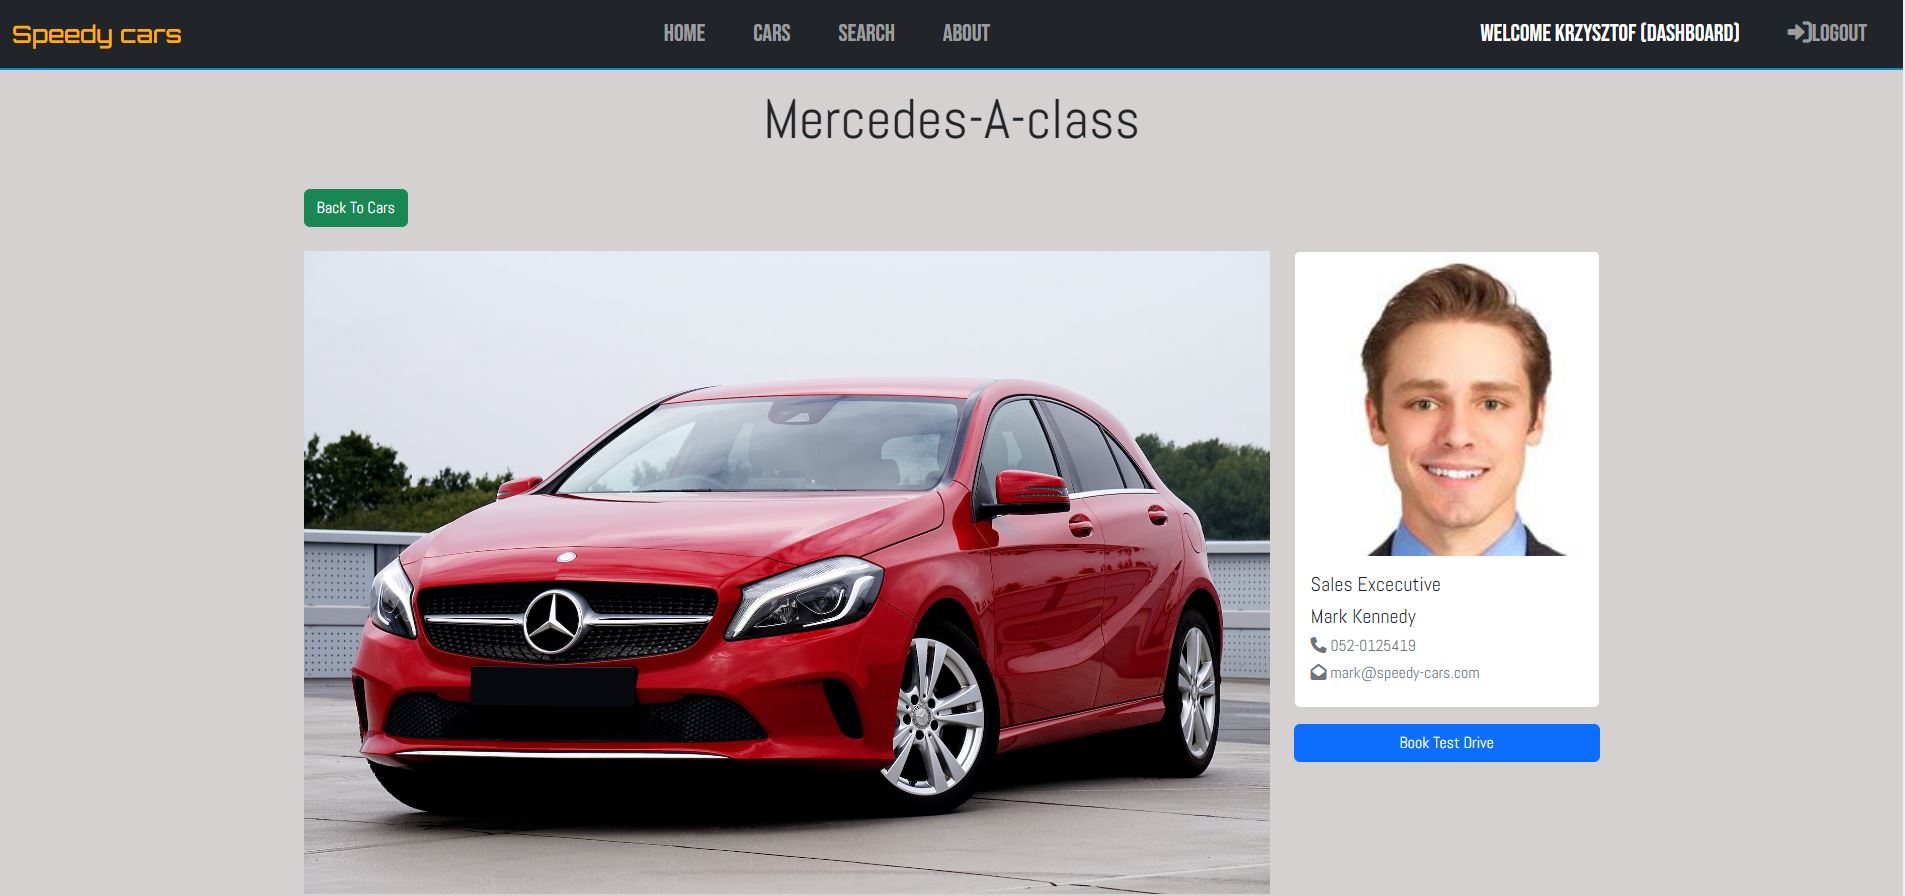 Speedy cars
HOME
CARS
SEARCH
ABOUT
WELCOME KRZYSZTOF (DASHBOARD)
LOGOUT
Mercedes-A-class
Back To Cars
Sales Excecutive
Mark Kennedy
052-0125419
mark@speedy-cars.com
Book Test Drive